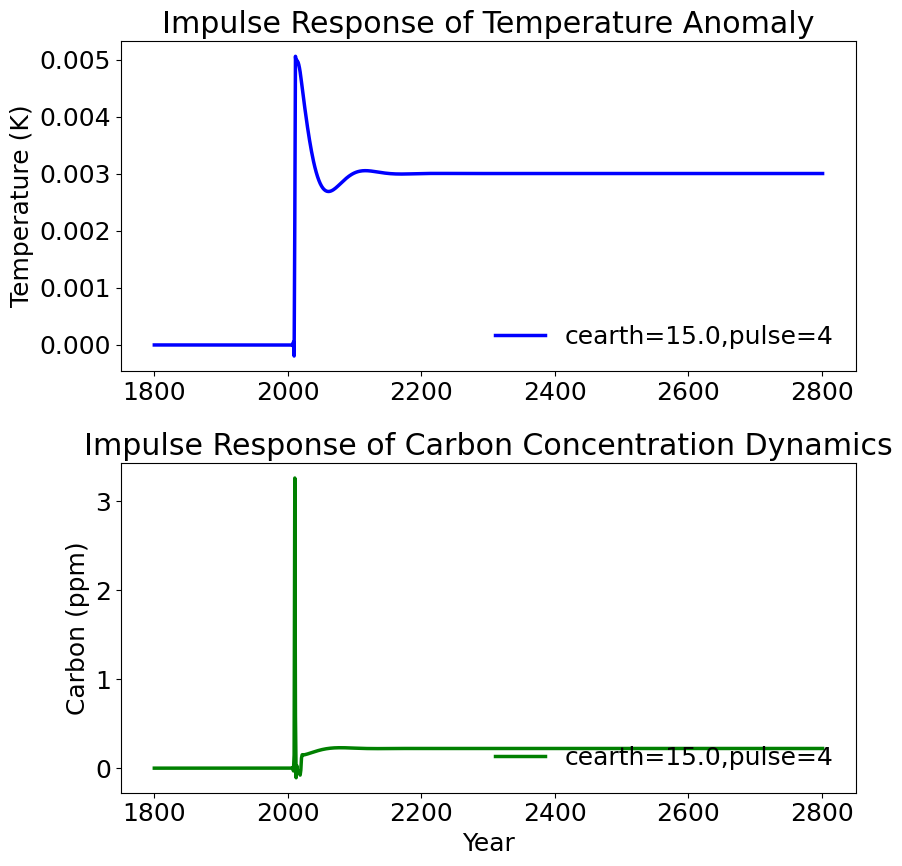 Impulse Response of Temperature Anomaly
Temperature (K)
0.005
0.004
0.003
0.002
0.001
0.000
cearth=15.0,pulse=4
1800 2000 2200 2400 2600 2800
Impulse Response of Carbon Concentration Dynamics
Carbon (ppm)
3
2
1
0
cearth=15.0,pulse=4
1800 2000 2200 2400 2600 2800
Year